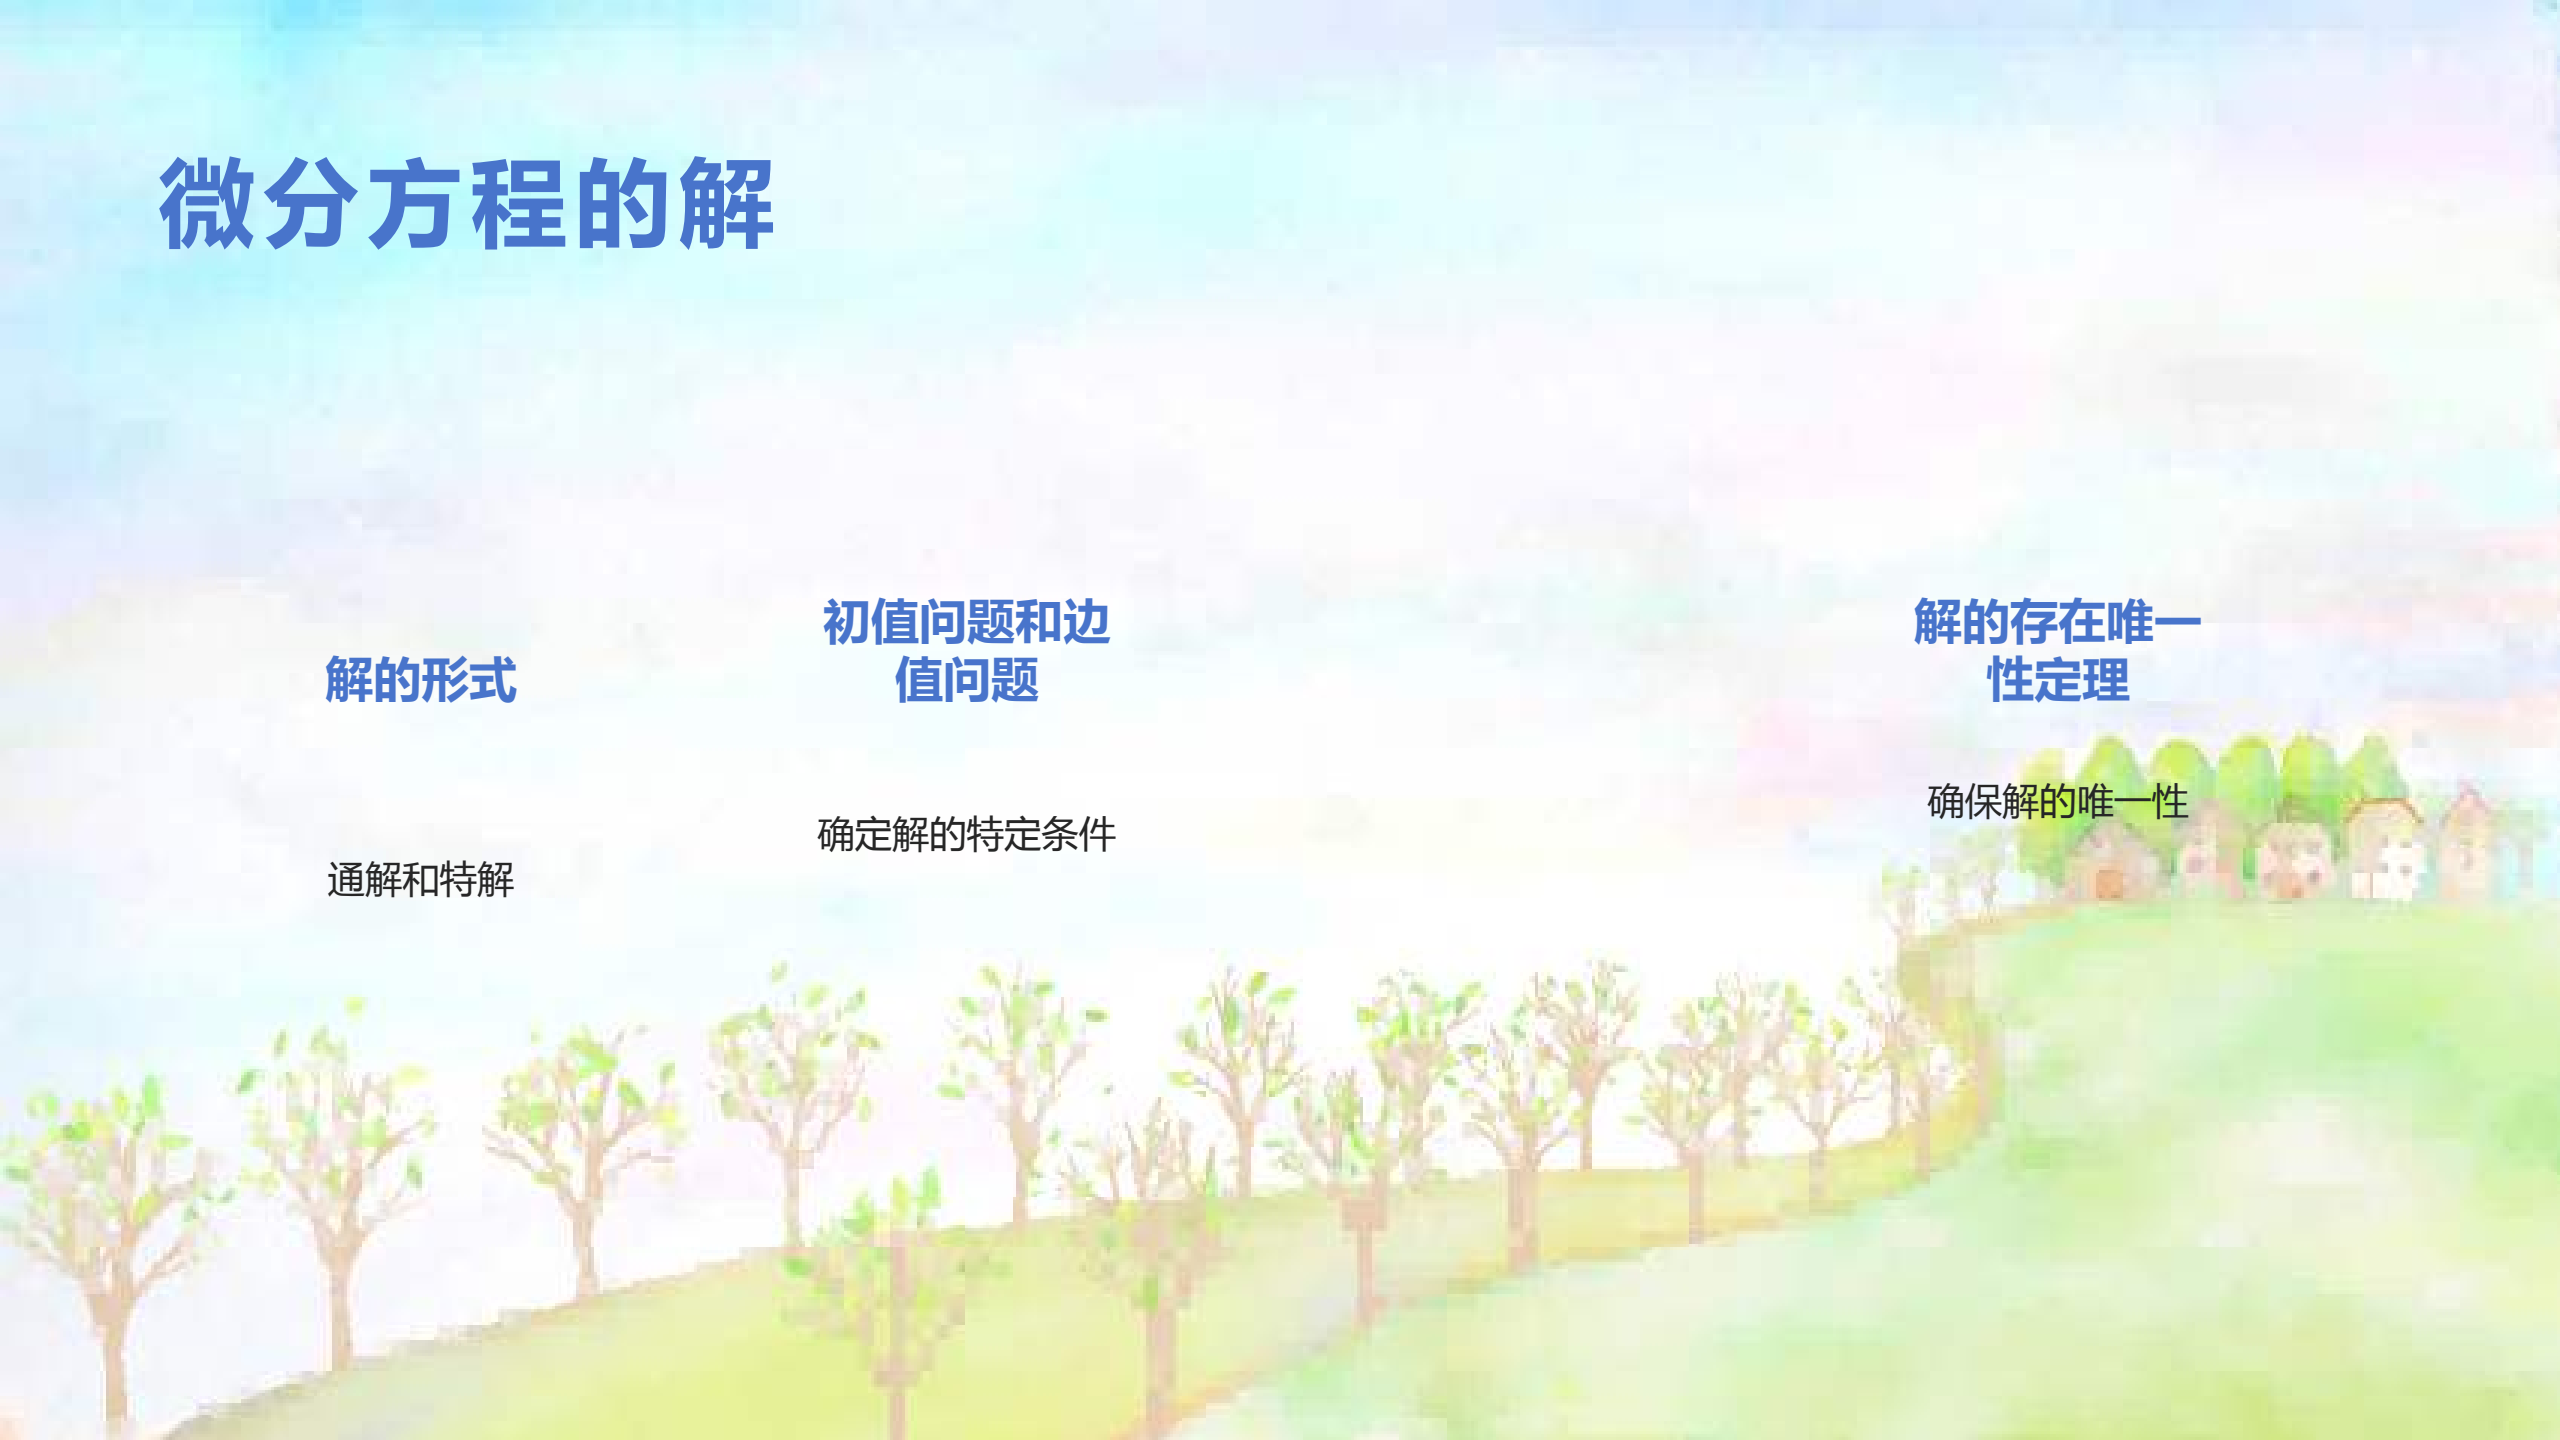 微分方程的解
解的形式
通解和特解
初值问题和边
值问题
确定解的特定条件
解的存在唯一
性定理
确保解的唯一性